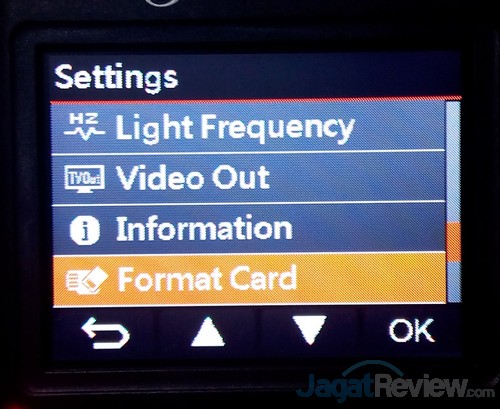 Settings
HZ Light Frequency
TVOut Video Out
i Information
Format Card
OK
JagatReview.com